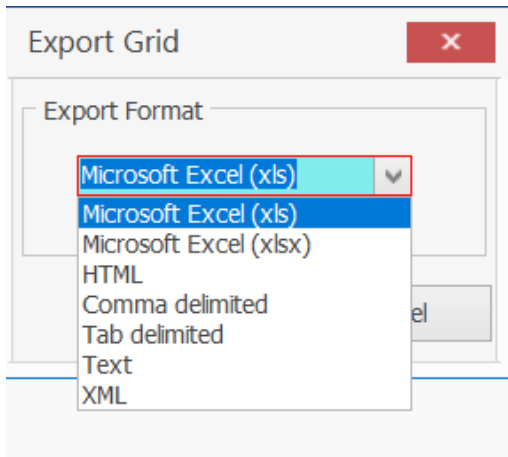 Export Grid
Export Format
Microsoft Excel (xls)
Microsoft Excel (xls)
Microsoft Excel (xlsx)
HTML
Comma delimited
Tab delimited
Text
XML
el